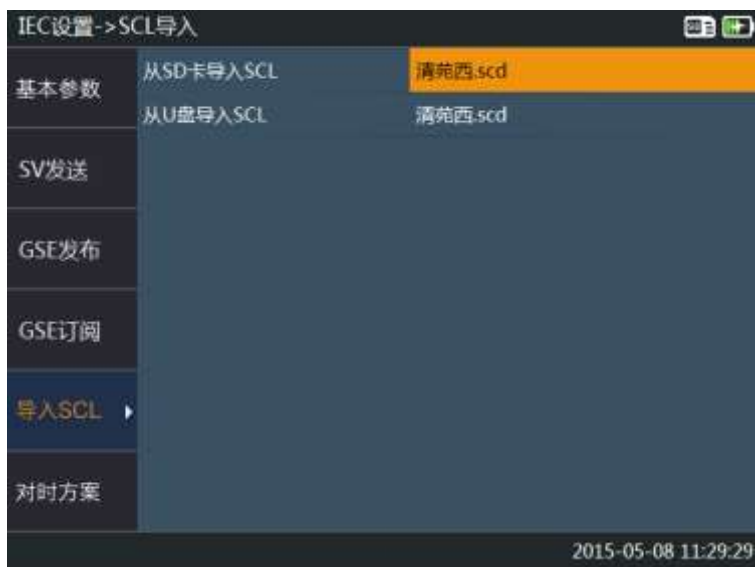 IEC设置->SCL导入
基本参数
从SD卡导入SCL
清苑西.scd
从U盘导入SCL
清苑西.scd
SV发送
GSE发布
GSE订阅
导入SCL
对时方案
2015-05-08 11:29:29